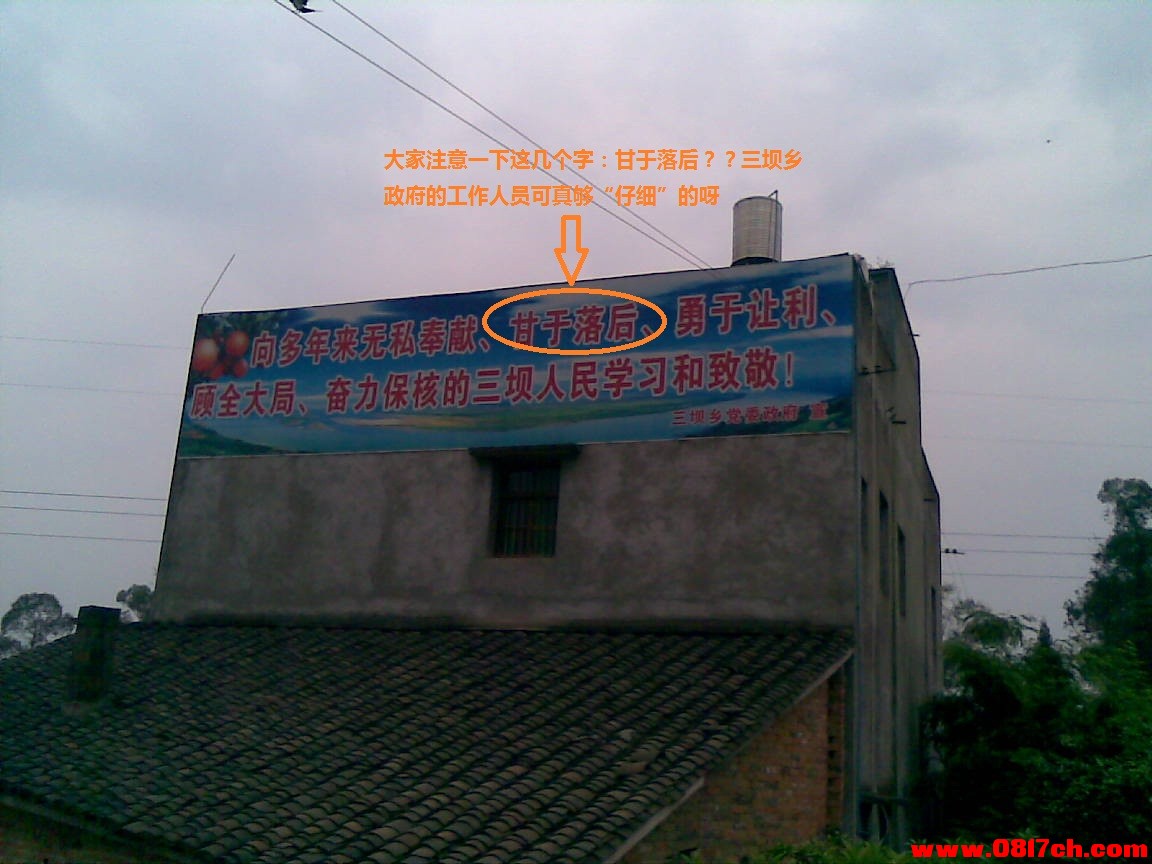 大家注意一下这几个字：甘于落后？？三坝乡
政府的工作人员可真够“仔细”的呀
向多年来无私奉献、甘于落后、勇于让利、
顾全大局、奋力保核的三坝人民学习和致敬！
三坝乡党委政府 宣
www.0817ch.com